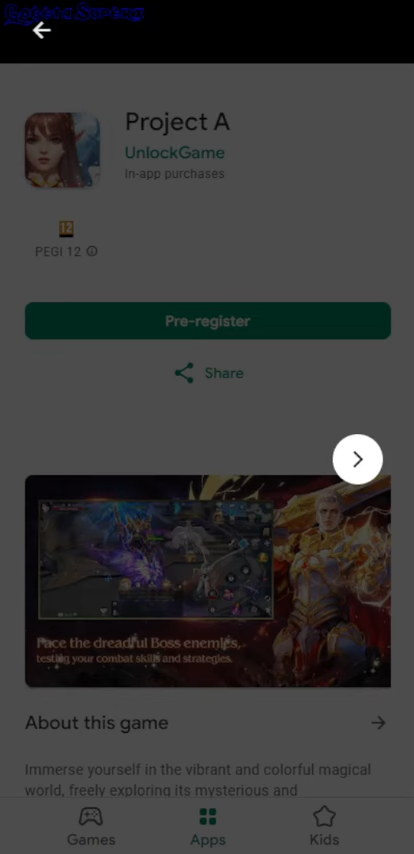 Project A
UnlockGame
In-app purchases
12
PEGI 12
Pre-register
Share
Face the dreadful Boss enemies,
testing your combat skills and strategies.
About this game
Immerse yourself in the vibrant and colorful magical
world, freely exploring its mysterious and
Games
Apps
Kids